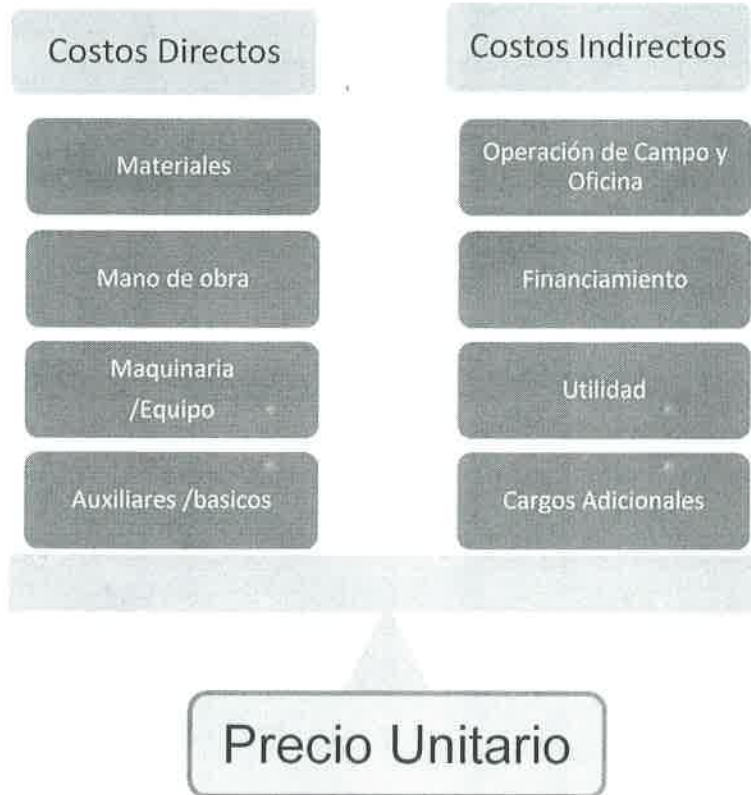 Costos Directos
Materiales
Mano de obra
Maquinaria
/Equipo
Auxiliares /basicos
Costos Indirectos
Operación de Campo y
Oficina
Financiamiento
Utilidad
Cargos Adicionales
Precio Unitario